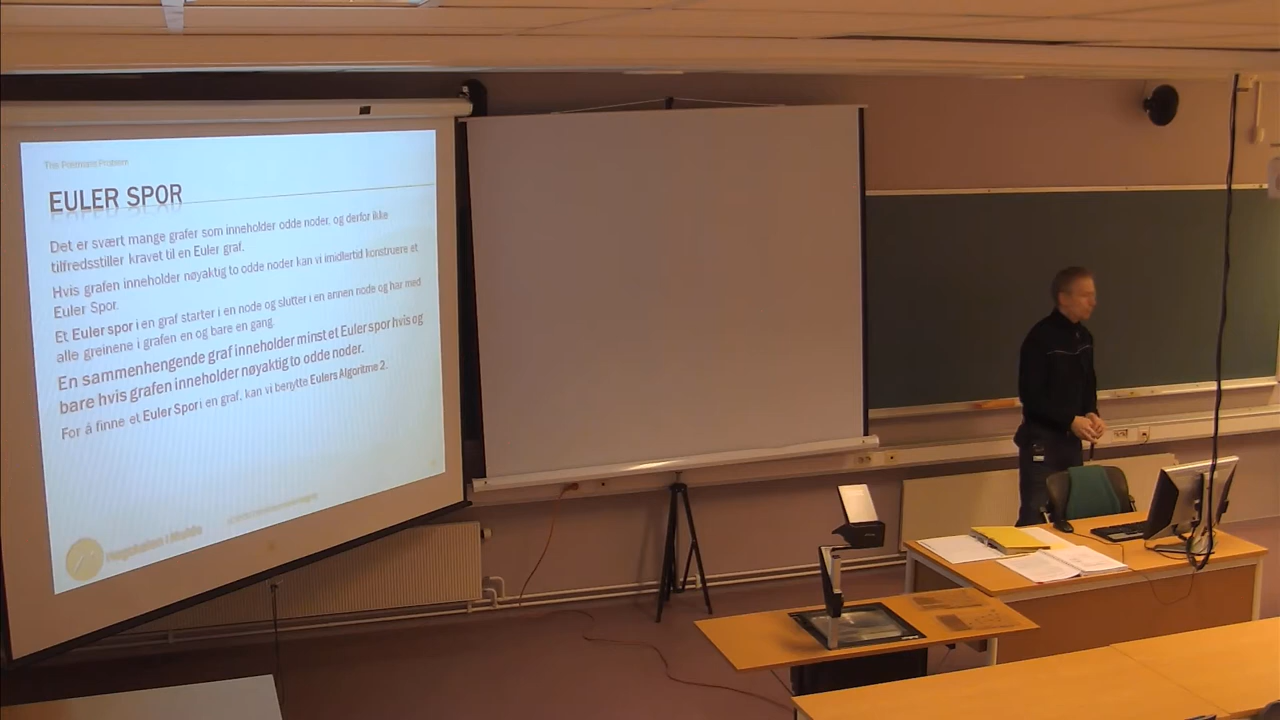 The Postmann Problem
EULER SPOR
Det er svært mange grafer som inneholder odde noder, og derfor ikke
tilfredsstiller kravet til en Euler graf.
Hvis grafen inneholder nøyaktig to odde noder kan vi imidlertid konstruere et
Euler Spor.
Et Euler spor i en graf starter i en node og slutter i en annen node og har med
alle greinene i grafen en og bare en gang.
En sammenhengende graf inneholder minst et Euler spor hvis og
bare hvis grafen inneholder nøyaktig to odde noder.
For å finne et Euler Spor i en graf, kan vi benytte Eulers Algoritme 2.
Høgskolen i Molde